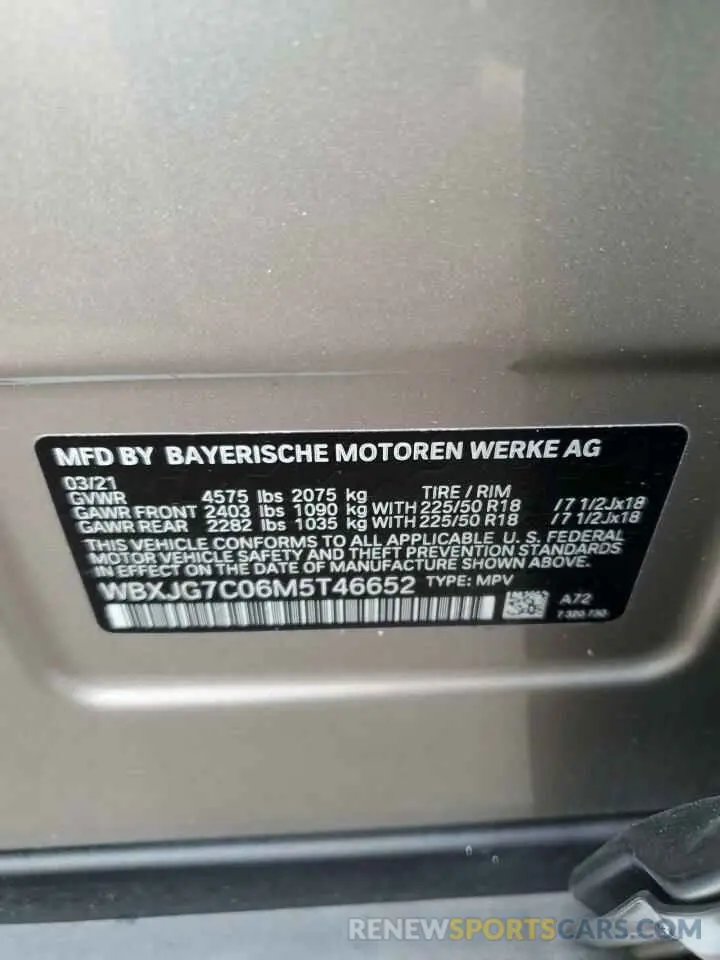 MFD BY BAYERISCHE MOTOREN WERKE AG
03/21
GVWR 4575 lbs 2075 kg TIRE / RIM
GAWR FRONT 2403 lbs 1090 kg WITH 225/50 R18 /7 1/2Jx18
GAWR REAR 2282 lbs 1035 kg WITH 225/50 R18 /7 1/2Jx18
THIS VEHICLE CONFORMS TO ALL APPLICABLE U. S. FEDERAL
MOTOR VEHICLE SAFETY AND THEFT PREVENTION STANDARDS
IN EFFECT ON THE DATE OF MANUFACTURE SHOWN ABOVE.
WBXJG7C06M5T46652 TYPE: MPV
A72
7 320 730
RENEWSPORTSCARS.COM